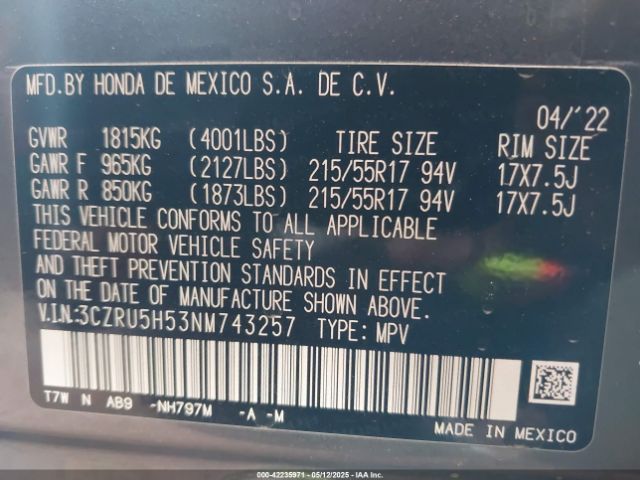 MFD. BY HONDA DE MEXICO S.A. DE C.V.
04/'22
GVWR 1815KG (4001LBS) TIRE SIZE RIM SIZE
GAWR F 965KG (2127LBS) 215/55R17 94V 17X7.5J
GAWR R 850KG (1873LBS) 215/55R17 94V 17X7.5J
THIS VEHICLE CONFORMS TO ALL APPLICABLE
FEDERAL MOTOR VEHICLE SAFETY
AND THEFT PREVENTION STANDARDS IN EFFECT
ON THE DATE OF MANUFACTURE SHOWN ABOVE.
V.I.N.:3CZRU5H53NM743257 TYPE: MPV
T7W N AB9 -NH797M -A -M
MADE IN MEXICO
000-42235971 - 05/12/2025 - IAA Inc.